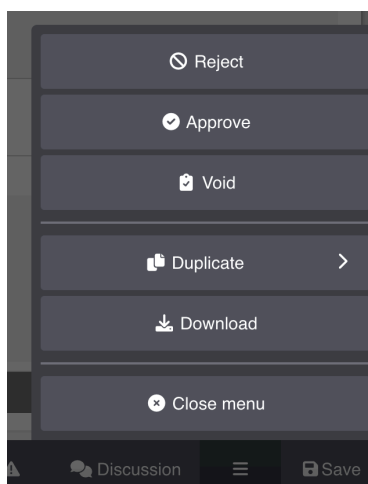 Reject
Approve
Void
Duplicate
Download
Close menu
Discussion
Save